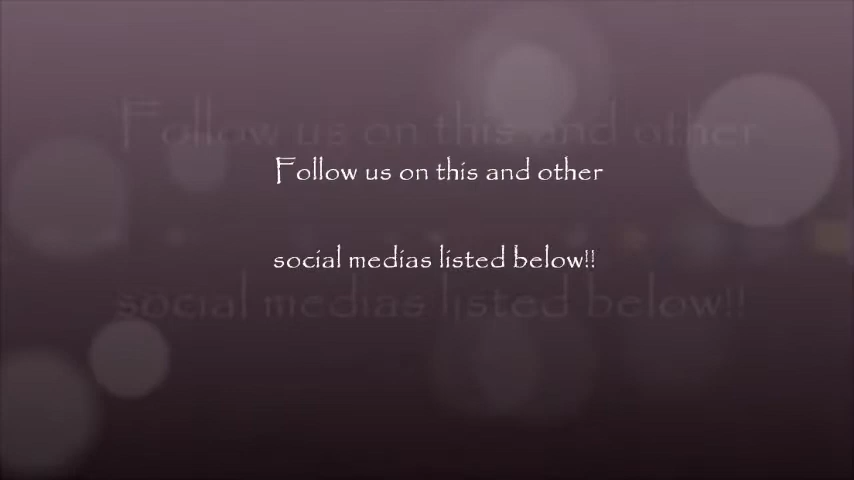 Follow us on this and other
social medias listed below!!